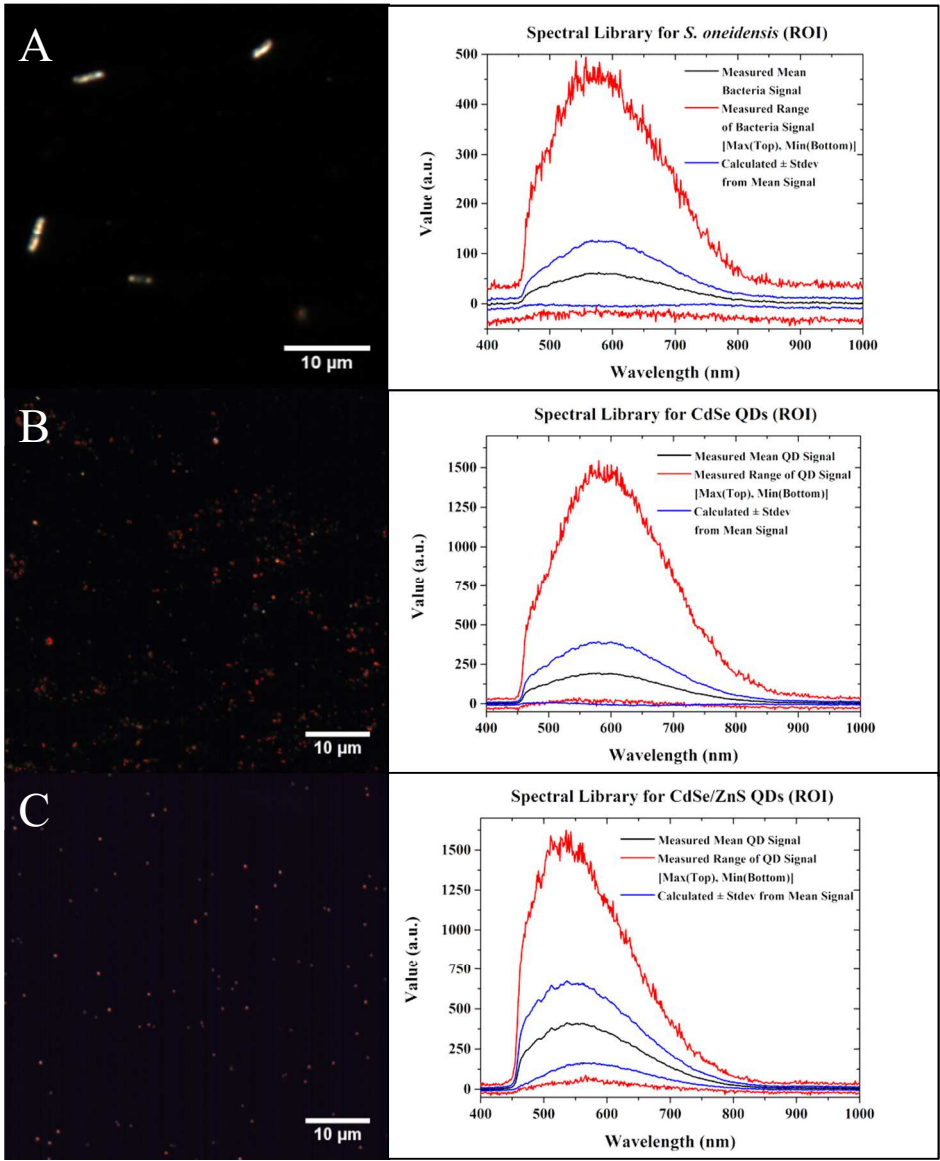 A
10 µm
Spectral Library for S. oneidensis (ROI)
Measured Mean
Bacteria Signal
Measured Range
of Bacteria Signal
[Max(Top), Min(Bottom)]
Calculated ± Stdev
from Mean Signal
Value (a.u.)
500
400
300
200
100
0
400 500 600 700 800 900 1000
Wavelength (nm)
B
10 µm
Spectral Library for CdSe QDs (ROI)
Measured Mean QD Signal
Measured Range of QD Signal
[Max(Top), Min(Bottom)]
Calculated ± Stdev
from Mean Signal
Value (a.u.)
1500
1250
1000
750
500
250
0
400 500 600 700 800 900 1000
Wavelength (nm)
C
10 µm
Spectral Library for CdSe/ZnS QDs (ROI)
Measured Mean QD Signal
Measured Range of QD Signal
[Max(Top), Min(Bottom)]
Calculated ± Stdev from Mean Signal
Value (a.u.)
1500
1250
1000
750
500
250
0
400 500 600 700 800 900 1000
Wavelength (nm)